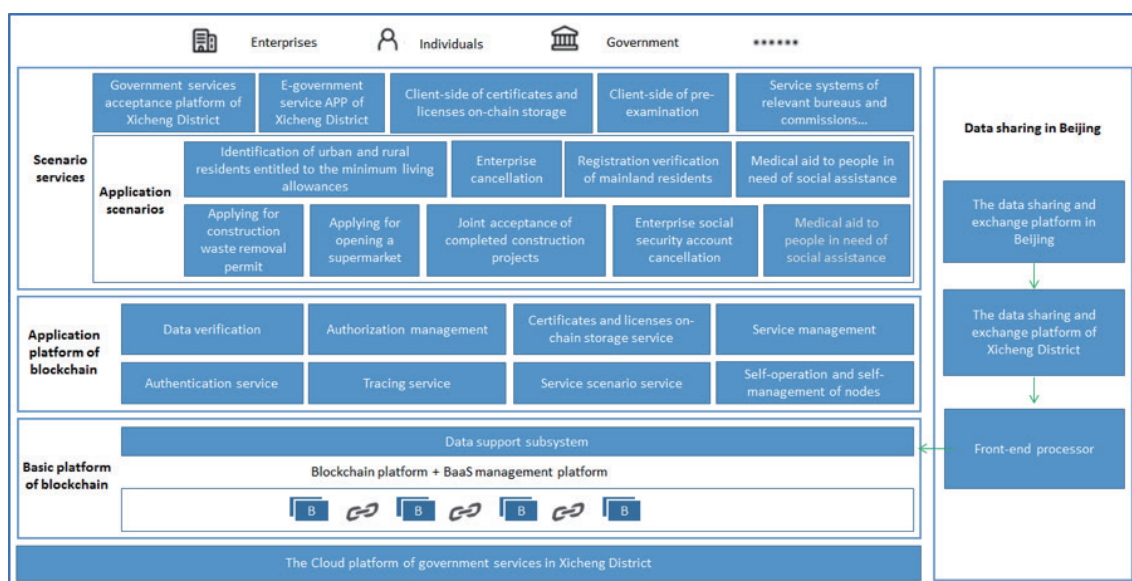 Enterprises
Individuals
Government
••••••
Government services
acceptance platform of
Xicheng District
E-government
service APP of
Xicheng District
Client-side of certificates and
licenses on-chain storage
Client-side of pre-
examination
Service systems of
relevant bureaus and
commissions...
Scenario
services
Application
scenarios
Identification of urban and rural
residents entitled to the minimum living
allowances
Enterprise
cancellation
Registration verification
of mainland residents
Medical aid to people in
need of social assistance
Applying for
construction
waste removal
permit
Applying for
opening a
supermarket
Joint acceptance of
completed construction
projects
Enterprise social
security account
cancellation
Medical aid to
people in need of
social assistance
Application
platform of
blockchain
Data verification
Authorization management
Certificates and licenses on-
chain storage service
Service management
Authentication service
Tracing service
Service scenario service
Self-operation and self-
management of nodes
Basic platform
of blockchain
Data support subsystem
Blockchain platform + BaaS management platform
B B B B
The Cloud platform of government services in Xicheng District
Data sharing in Beijing
The data sharing and
exchange platform in
Beijing
The data sharing and
exchange platform of
Xicheng District
Front-end processor